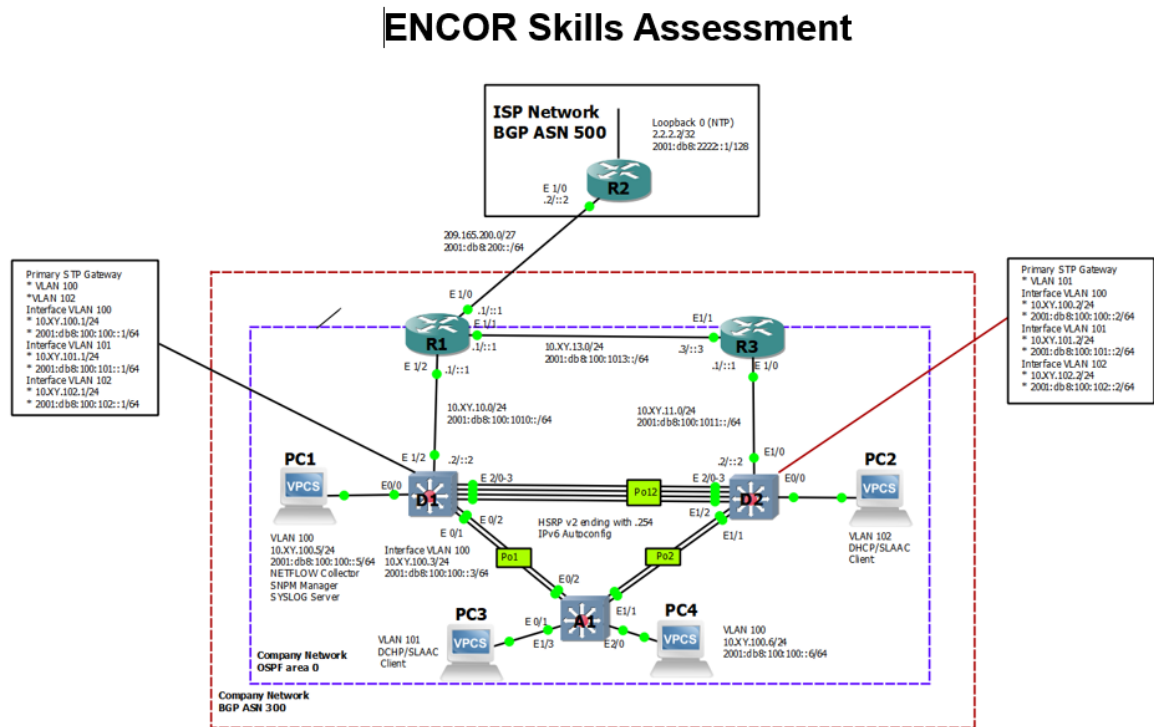 ENCOR Skills Assessment
ISP Network
BGP ASN 500
Loopback 0 (NTP)
2.2.2.2/32
2001:db8:2222::1/128
E 1/0
.2/::2
R2
209.165.200.0/27
2001:db8:200::/64
Primary STP Gateway
* VLAN 100
*VLAN 102
Interface VLAN 100
* 10.XY.100.1/24
* 2001:db8:100:100::1/64
Interface VLAN 101
* 10.XY.101.1/24
* 2001:db8:100:101::1/64
Interface VLAN 102
* 10.XY.102.1/24
* 2001:db8:100:102::1/64
Primary STP Gateway
* VLAN 101
Interface VLAN 100
* 10.XY.100.2/24
* 2001:db8:100:100::2/64
Interface VLAN 101
* 10.XY.101.2/24
* 2001:db8:100:101::2/64
Interface VLAN 102
* 10.XY.102.2/24
* 2001:db8:100:102::2/64
E 1/0
.1/::1
R1
E 1/1
.1/::1
E 1/2
.1/::1
10.XY.13.0/24
2001:db8:100:1013::/64
E1/1
.3/::3
R3
.1/::1
E 1/0
10.XY.10.0/24
2001:db8:100:1010::/64
10.XY.11.0/24
2001:db8:100:1011::/64
E 1/2
.2/::2
E1/0
.2/::2
PC1
VPCS
E0/0
D1
E 2/0-3
Po12
E 2/0-3
D2
E0/0
PC2
VPCS
E 0/2
E 0/1
HSRP v2 ending with .254
IPv6 Autoconfig
E1/2
E1/1
VLAN 100
10.XY.100.5/24
2001:db8:100:100::5/64
NETFLOW Collector
SNPM Manager
SYSLOG Server
Interface VLAN 100
10.XY.100.3/24
2001:db8:100:100::3/64
Po1
Po2
VLAN 102
DHCP/SLAAC
Client
E0/2
E1/1
A1
PC3
VPCS
E 0/1
E1/3
VLAN 101
DCHP/SLAAC
Client
E2/0
PC4
VPCS
VLAN 100
10.XY.100.6/24
2001:db8:100:100::6/64
Company Network
OSPF area 0
Company Network
BGP ASN 300